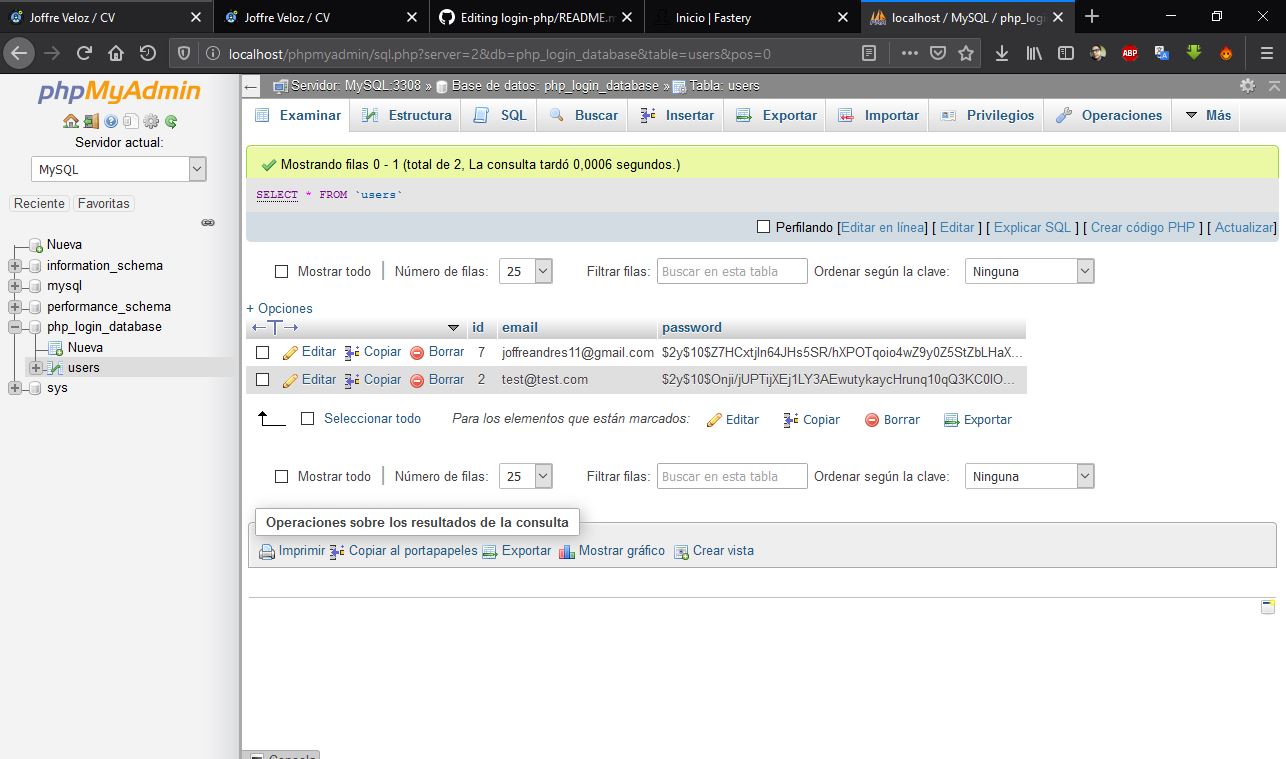 Joffre Veloz / CV
Joffre Veloz / CV
Editing login-php/README.m
Inicio | Fastery
localhost / MySQL / php_logi
localhost/phpmyadmin/sql.php?server=2&db=php_login_database&table=users&pos=0
ABP
phpMyAdmin
Servidor actual:
MySQL
Reciente Favoritas
Nueva
information_schema
mysql
performance_schema
php_login_database
Nueva
users
sys
Servidor: MySQL:3308 » Base de datos: php_login_database » Tabla: users
Examinar Estructura SQL Buscar Insertar Exportar Importar Privilegios Operaciones Más
Mostrando filas 0 - 1 (total de 2, La consulta tardó 0,0006 segundos.)
SELECT * FROM `users`
Perfilando [Editar en línea] [ Editar ] [ Explicar SQL ] [ Crear código PHP ] [ Actualizar]
Mostrar todo Número de filas: 25 Filtrar filas: Buscar en esta tabla Ordenar según la clave: Ninguna
+ Opciones
←T→ id email password
Editar Copiar Borrar 7 joffreandres11@gmail.com $2y$10$Z7HCxtjIn64JHs5SR/hXPOTqoio4wZ9y0Z5StZbLHaX...
Editar Copiar Borrar 2 test@test.com $2y$10$Onji/jUPTijXEj1LY3AEwutykaycHrunq10qQ3KC0IO...
Seleccionar todo Para los elementos que están marcados: Editar Copiar Borrar Exportar
Mostrar todo Número de filas: 25 Filtrar filas: Buscar en esta tabla Ordenar según la clave: Ninguna
Operaciones sobre los resultados de la consulta
Imprimir Copiar al portapapeles Exportar Mostrar gráfico Crear vista
Consola